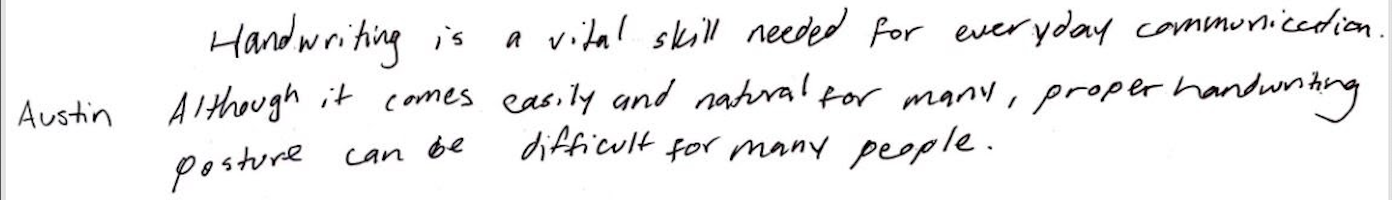 Handwriting is a vital skill needed for everyday communication.
Austin Although it comes easily and natural for many, proper handwriting
posture can be difficult for many people.